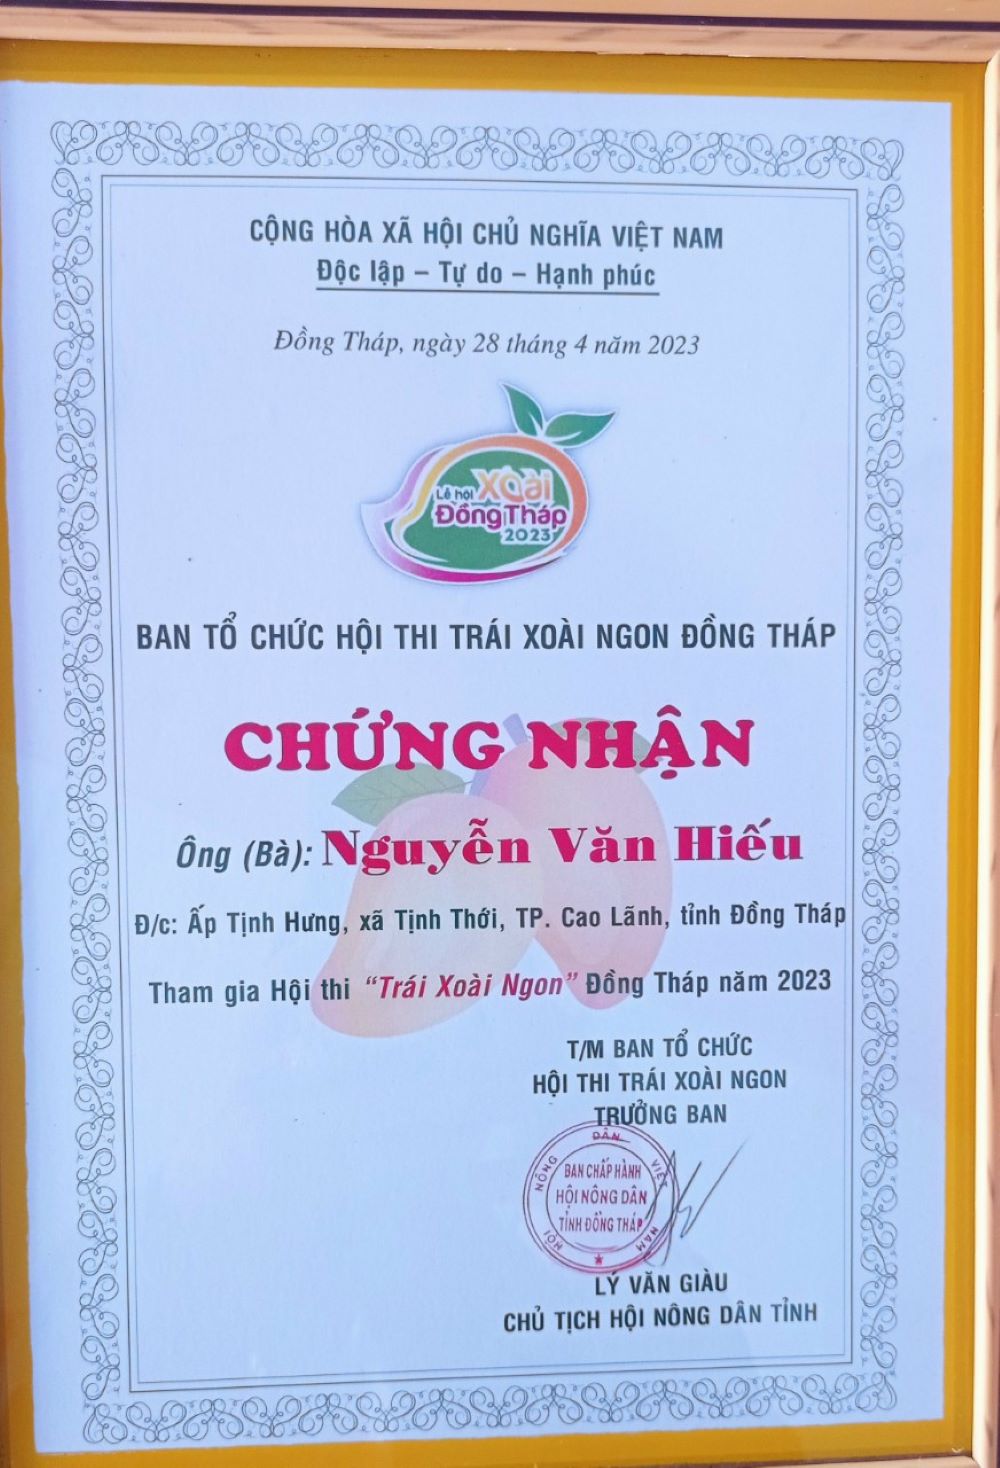 CỘNG HÒA XÃ HỘI CHỦ NGHĨA VIỆT NAM
Độc lập – Tự do – Hạnh phúc
Đồng Tháp, ngày 28 tháng 4 năm 2023
Lễ hội XOài
Đồng Tháp
2023
BAN TỔ CHỨC HỘI THI TRÁI XOÀI NGON ĐỒNG THÁP
CHỨNG NHẬN
Ông (Bà): Nguyễn Văn Hiếu
Đ/c: Ấp Tịnh Hưng, xã Tịnh Thới, TP. Cao Lãnh, tỉnh Đồng Tháp
Tham gia Hội thi “Trái Xoài Ngon” Đồng Tháp năm 2023
T/M BAN TỔ CHỨC
HỘI THI TRÁI XOÀI NGON
TRƯỞNG BAN
HỘI NÔNG DÂN VIỆT NAM
BAN CHẤP HÀNH
HỘI NÔNG DÂN
TỈNH ĐỒNG THÁP
LÝ VĂN GIÀU
CHỦ TỊCH HỘI NÔNG DÂN TỈNH